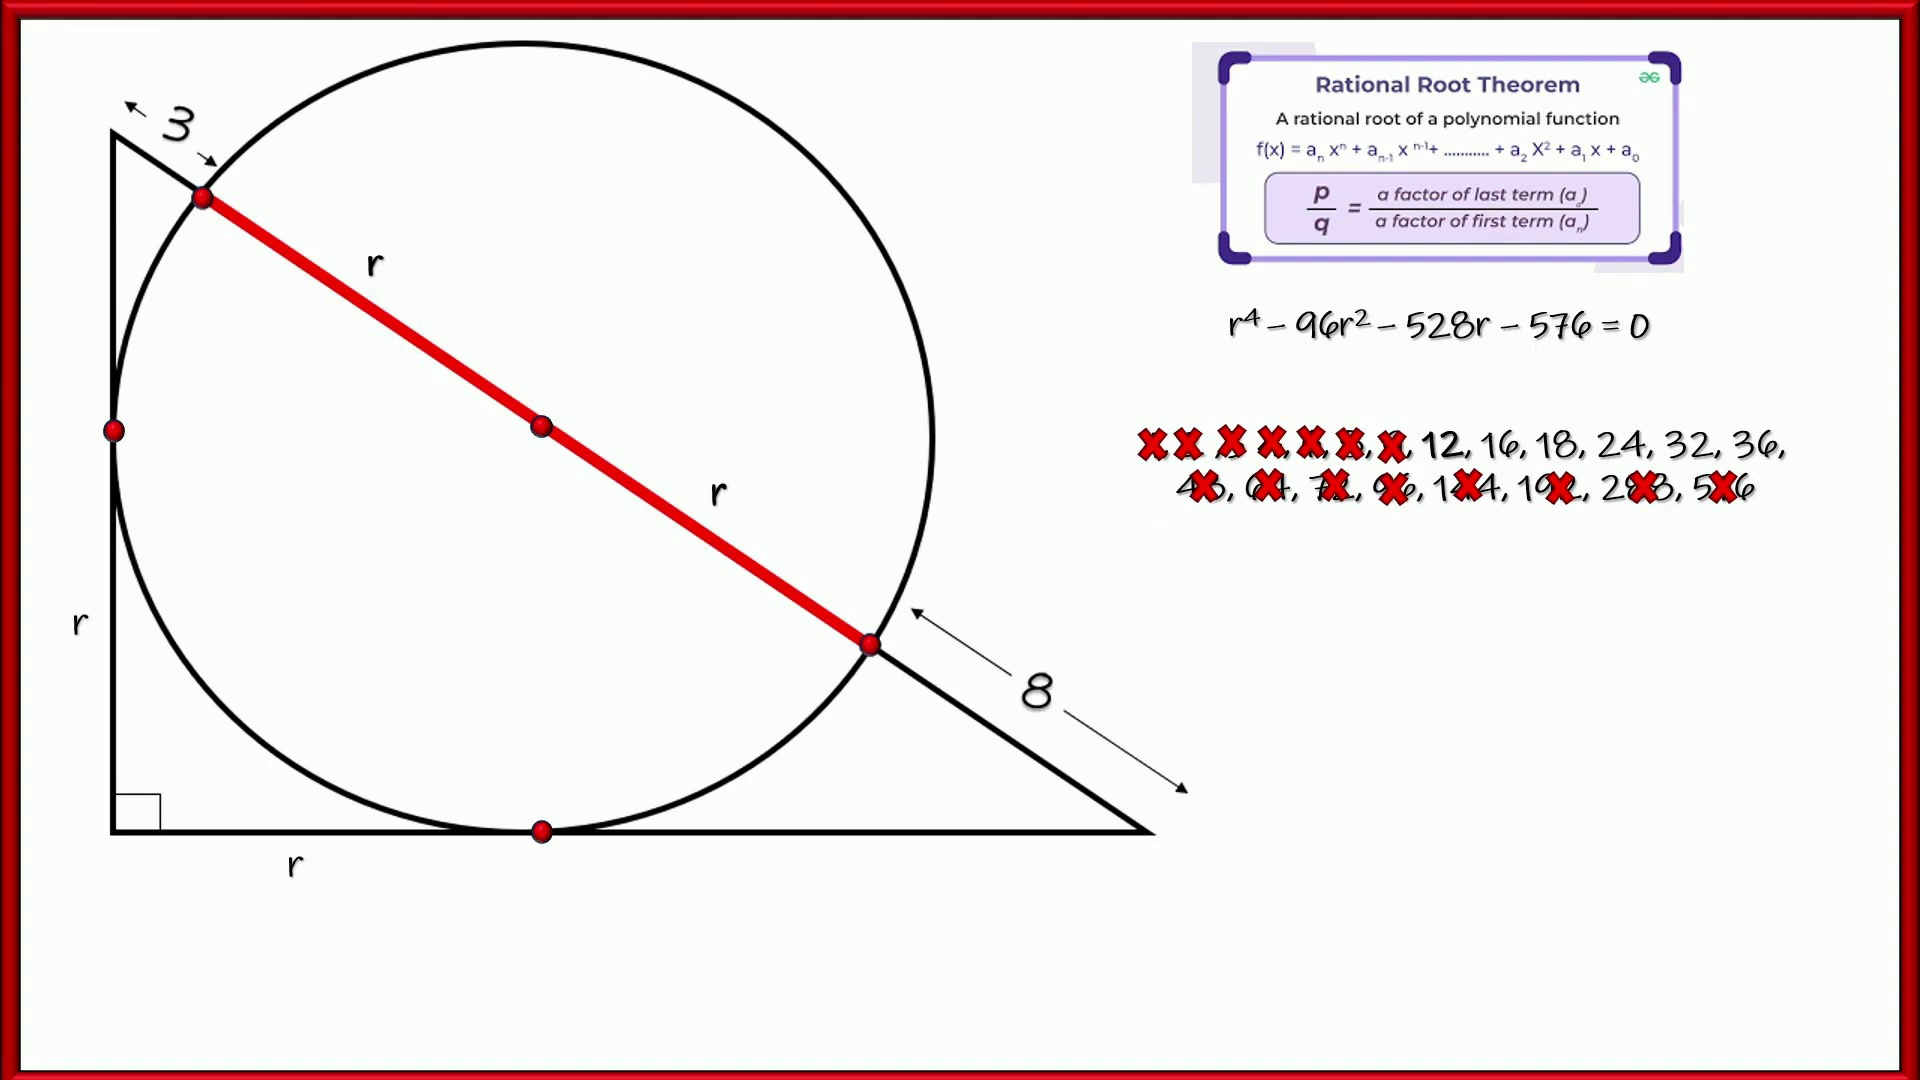 3
r
r
r
r
8
Rational Root Theorem
A rational root of a polynomial function
f(x) = aₙ xⁿ + aₙ₋₁ x ⁿ⁻¹+ ........... + a₂ X² + a₁ x + a₀
p/q = a factor of last term (a₀) / a factor of first term (aₙ)
r⁴ – 96r² – 528r – 576 = 0
12, 16, 18, 24, 32, 36,